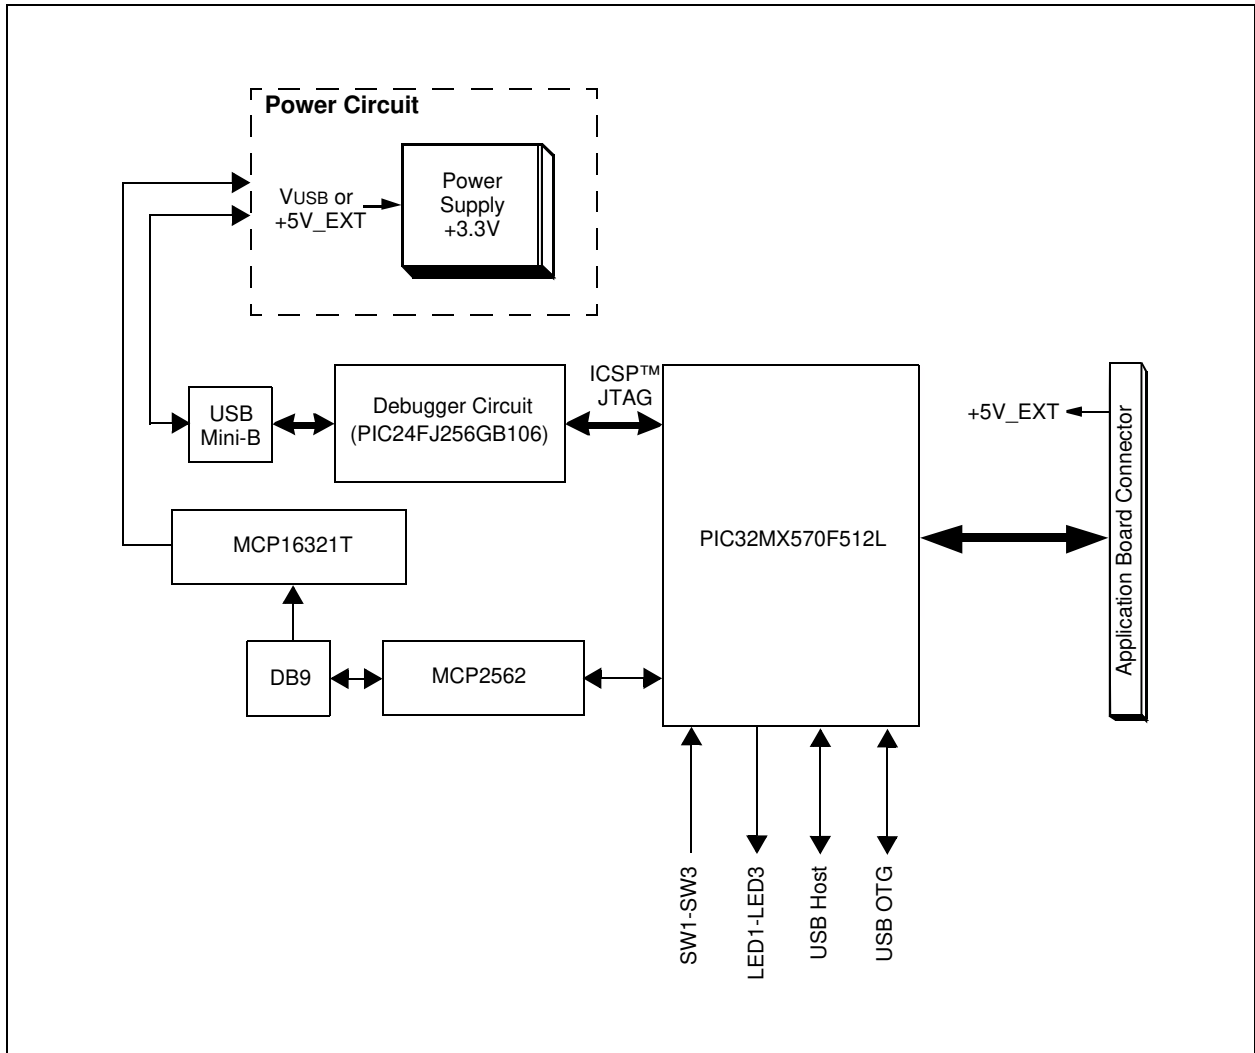 Power Circuit
VUSB or
+5V_EXT
Power
Supply
+3.3V
USB
Mini-B
Debugger Circuit
(PIC24FJ256GB106)
ICSP™
JTAG
PIC32MX570F512L
+5V_EXT
Application Board Connector
MCP16321T
DB9
MCP2562
SW1-SW3
LED1-LED3
USB Host
USB OTG